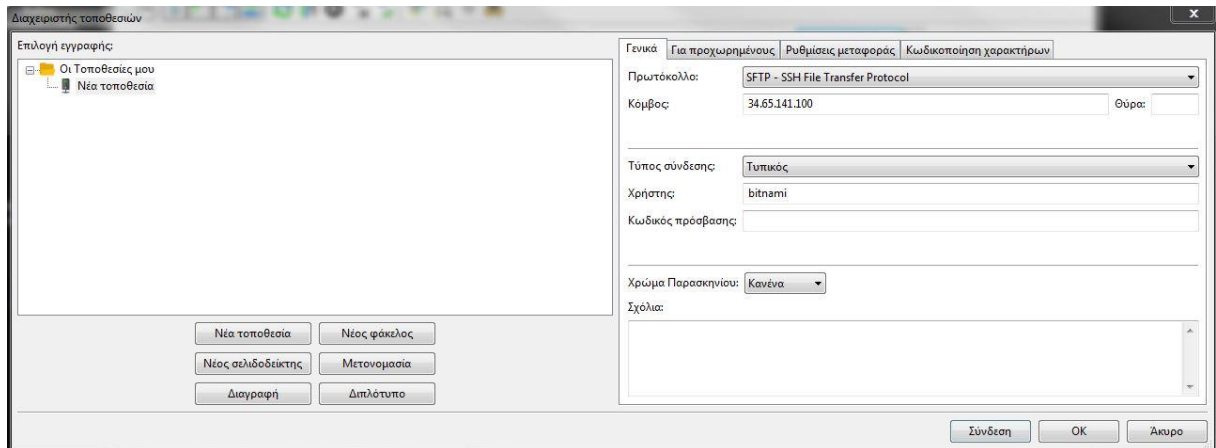 Διαχειριστής τοποθεσιών
x
Επιλογή εγγραφής:
Οι Τοποθεσίες μου
Νέα τοποθεσία
Νέα τοποθεσία Νέος φάκελος
Νέος σελιδοδείκτης Μετονομασία
Διαγραφή Διπλότυπο
Γενικά Για προχωρημένους Ρυθμίσεις μεταφοράς Κωδικοποίηση χαρακτήρων
Πρωτόκολλο: SFTP - SSH File Transfer Protocol
Κόμβος: 34.65.141.100 Θύρα:
Τύπος σύνδεσης: Τυπικός
Χρήστης: bitnami
Κωδικός πρόσβασης:
Χρώμα Παρασκηνίου: Κανένα
Σχόλια:
Σύνδεση OK Άκυρο